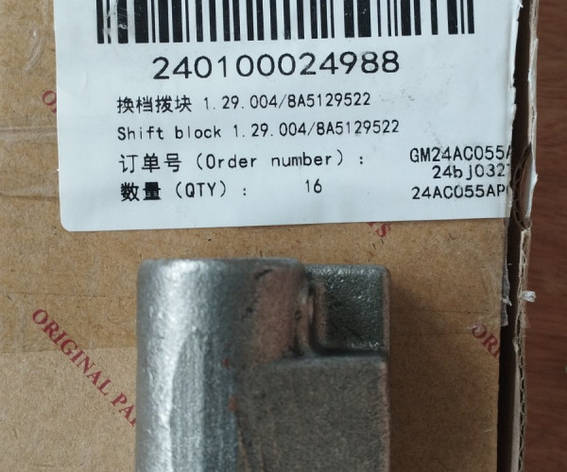 240100024988
换档拨块 1.29.004/8A5129522
Shift block 1.29.004/8A5129522
订单号（Order number）： GM24AC055A
24bj032
数量（QTY）： 16
24AC055AP
ORIGINAL PA